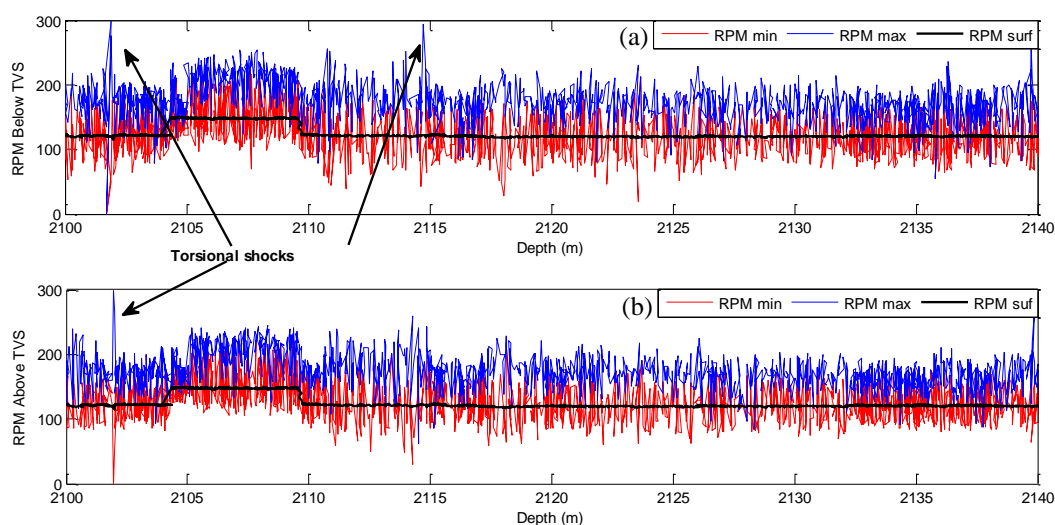 300
200
100
0
RPM Below TVS
(a)
RPM min RPM max RPM surf
2100 2105 2110 2115 2120 2125 2130 2135 2140
Depth (m)
Torsional shocks
300
200
100
0
RPM Above TVS
(b)
RPM min RPM max RPM suf
2100 2105 2110 2115 2120 2125 2130 2135 2140
Depth (m)